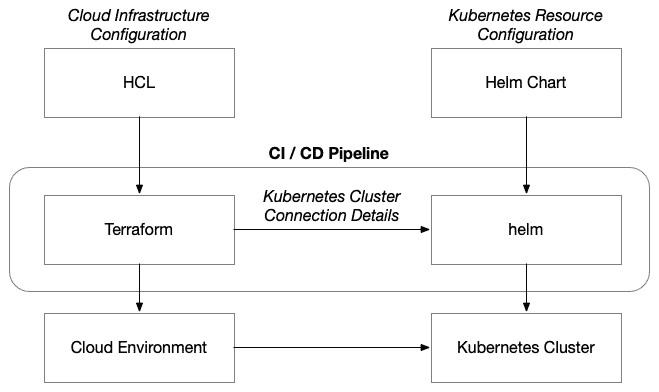 Cloud Infrastructure
Configuration
Kubernetes Resource
Configuration
HCL
Helm Chart
CI / CD Pipeline
Terraform
Kubernetes Cluster
Connection Details
helm
Cloud Environment
Kubernetes Cluster